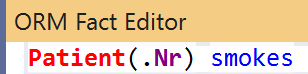 ORM Fact Editor
Patient(.Nr) smokes